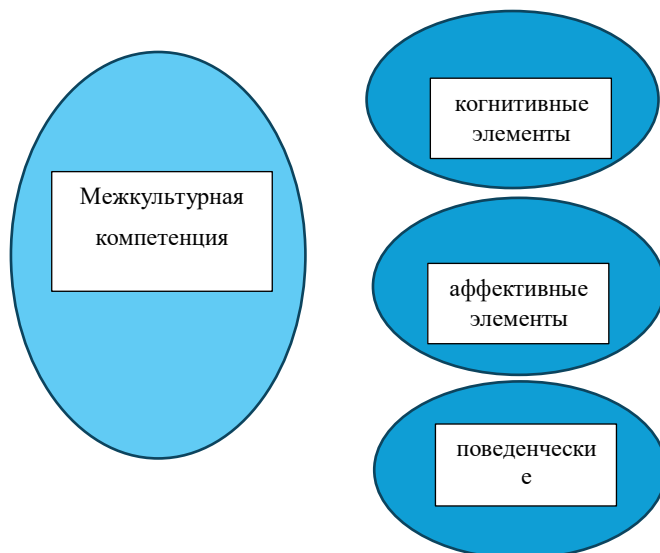 Межкультурная
компетенция
когнитивные
элементы
аффективные
элементы
поведенчески
е